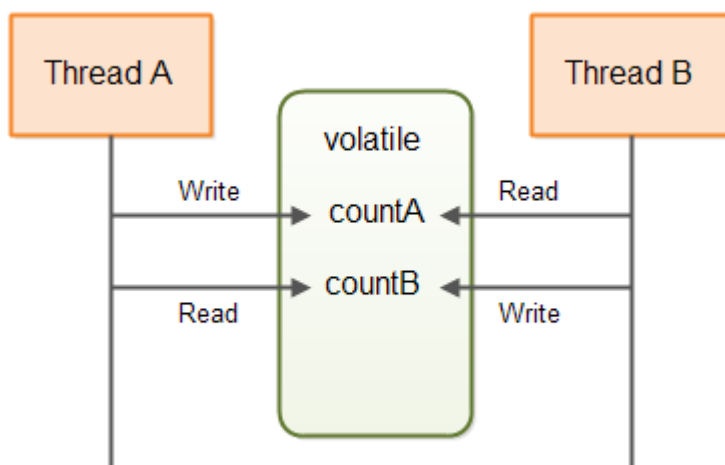 Thread A
Thread B
volatile
Write
countA
Read
countB
Read
Write